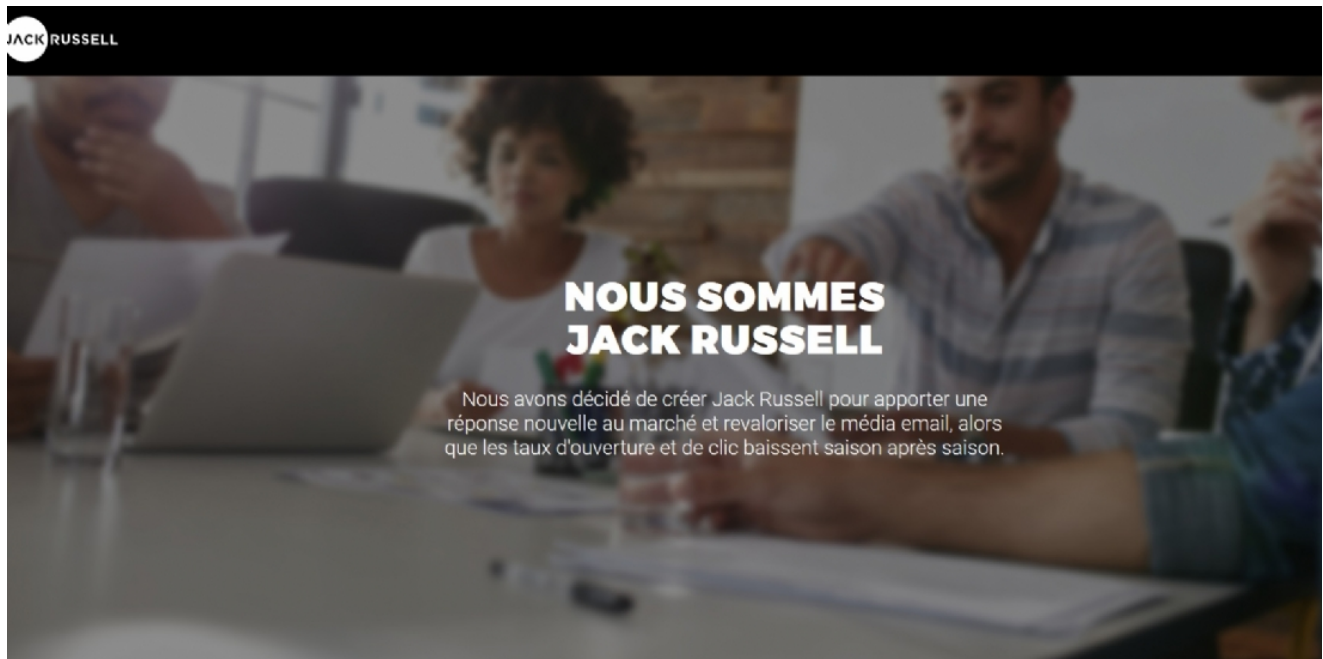 JACK RUSSELL
NOUS SOMMES
JACK RUSSELL
Nous avons décidé de créer Jack Russell pour apporter une
réponse nouvelle au marché et revaloriser le média email, alors
que les taux d'ouverture et de clic baissent saison après saison.